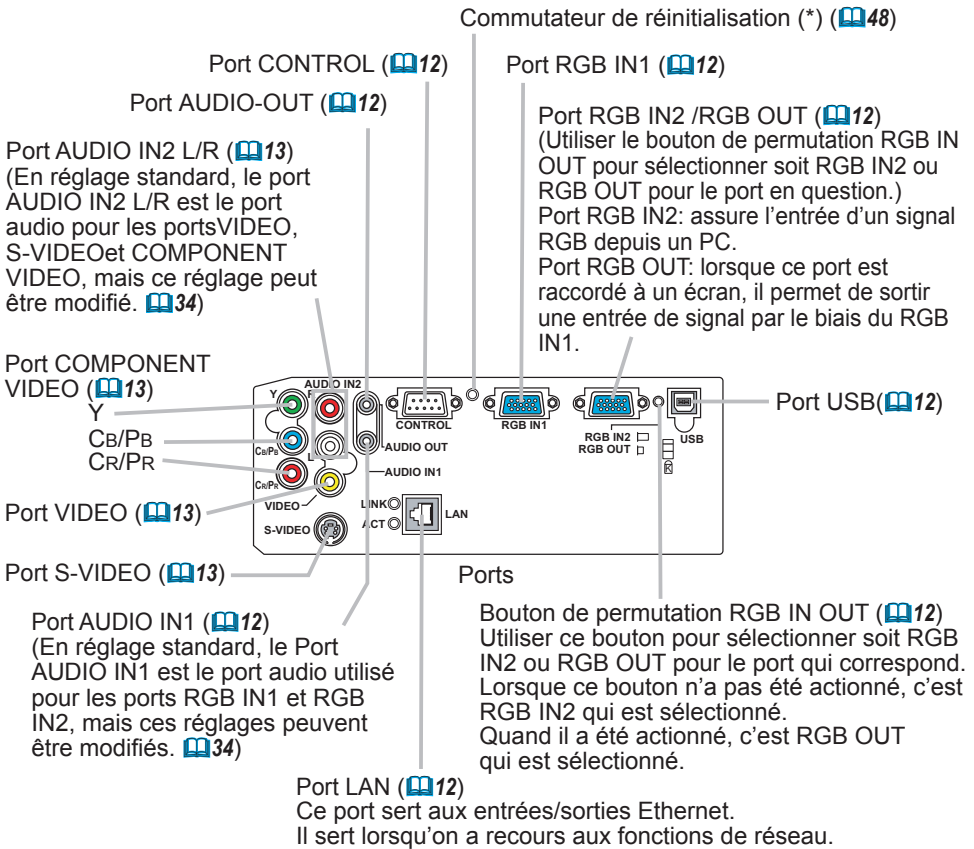 Commutateur de réinitialisation (*) (48)
Port CONTROL (12)
Port RGB IN1 (12)
Port AUDIO-OUT (12)
Port RGB IN2 /RGB OUT (12)
(Utiliser le bouton de permutation RGB IN
OUT pour sélectionner soit RGB IN2 ou
RGB OUT pour le port en question.)
Port RGB IN2: assure l'entrée d'un signal
RGB depuis un PC.
Port RGB OUT: lorsque ce port est
raccordé à un écran, il permet de sortir
une entrée de signal par le biais du RGB
IN1.
Port AUDIO IN2 L/R (13)
(En réglage standard, le port
AUDIO IN2 L/R est le port
audio pour les portsVIDEO,
S-VIDEOet COMPONENT
VIDEO, mais ce réglage peut
être modifié. 34)
Port COMPONENT
VIDEO (13)
Y
CB/PB
CR/PR
Port VIDEO (13)
Port S-VIDEO (13)
AUDIO IN2
Y
R
CB/PB
L
CR/PR
VIDEO
S-VIDEO
CONTROL
AUDIO OUT
AUDIO IN1
LINK
ACT
LAN
RGB IN1
RGB IN2
RGB OUT
USB
K
Port USB(12)
Ports
Port AUDIO IN1 (12)
(En réglage standard, le Port
AUDIO IN1 est le port audio utilisé
pour les ports RGB IN1 et RGB
IN2, mais ces réglages peuvent
être modifiés. 34)
Bouton de permutation RGB IN OUT (12)
Utiliser ce bouton pour sélectionner soit RGB
IN2 ou RGB OUT pour le port qui correspond.
Lorsque ce bouton n'a pas été actionné, c'est
RGB IN2 qui est sélectionné.
Quand il a été actionné, c'est RGB OUT
qui est sélectionné.
Port LAN (12)
Ce port sert aux entrées/sorties Ethernet.
Il sert lorsqu'on a recours aux fonctions de réseau.